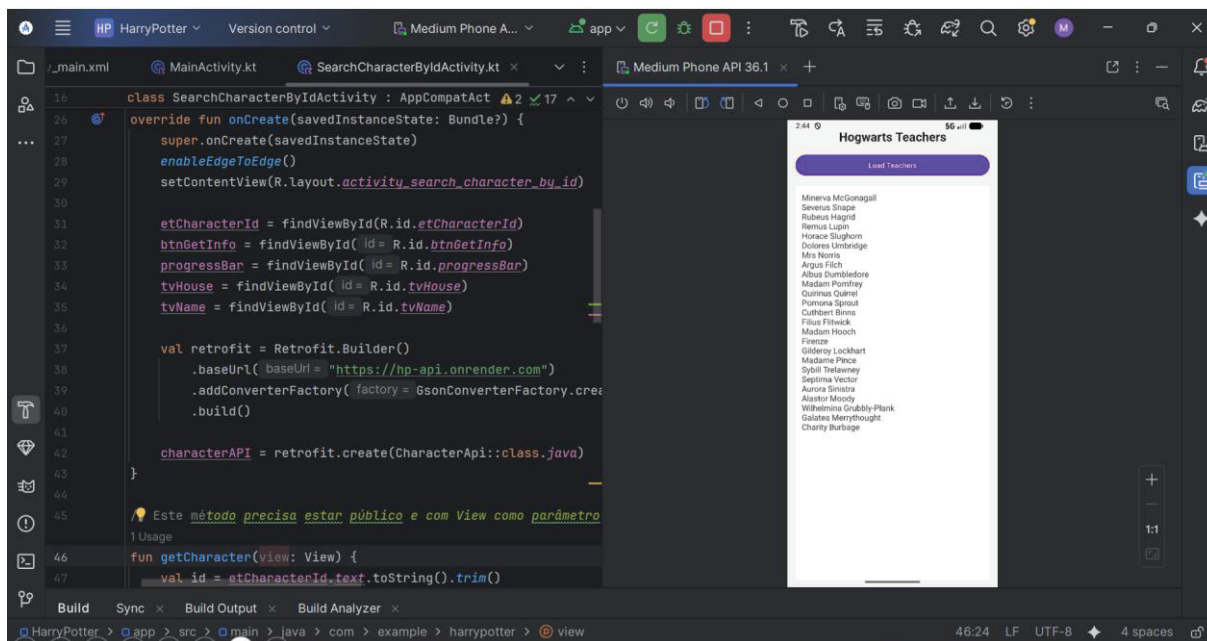 HP HarryPotter Version control Medium Phone A... app M
/_main.xml MainActivity.kt SearchCharacterByIdActivity.kt
Medium Phone API 36.1
16 class SearchCharacterByIdActivity : AppCompatAct 2 17
26 override fun onCreate(savedInstanceState: Bundle?) {
27 super.onCreate(savedInstanceState)
28 enableEdgeToEdge()
29 setContentView(R.layout.activity_search_character_by_id)
30
31 etCharacterId = findViewById(R.id.etCharacterId)
32 btnGetInfo = findViewById( id = R.id.btnGetInfo)
33 progressBar = findViewById( id = R.id.progressBar)
34 tvHouse = findViewById( id = R.id.tvHouse)
35 tvName = findViewById( id = R.id.tvName)
36
37 val retrofit = Retrofit.Builder()
38 .baseUrl( baseUrl = "https://hp-api.onrender.com")
39 .addConverterFactory( factory = GsonConverterFactory.crea
40 .build()
41
42 characterAPI = retrofit.create(CharacterApi::class.java)
43 }
44
45 / Este método precisa estar público e com View como parâmetro
1 Usage
46 fun getCharacter(view: View) {
47 val id = etCharacterId.text.toString().trim()
2:44 5G
Hogwarts Teachers
Load Teachers
Minerva McGonagall
Severus Snape
Rubeus Hagrid
Remus Lupin
Horace Slughorn
Dolores Umbridge
Mrs Norris
Argus Filch
Albus Dumbledore
Madam Pomfrey
Quirinus Quirrel
Pomona Sprout
Cuthbert Binns
Filius Flitwick
Madam Hooch
Firenze
Gilderoy Lockhart
Madame Pince
Sybill Trelawney
Septima Vector
Aurora Sinistra
Alastor Moody
Wilhelmina Grubbly-Plank
Galatea Merrythought
Charity Burbage
1:1
Build Sync Build Output Build Analyzer
HarryPotter > app > src > main > java > com > example > harrypotter > view
46:24 LF UTF-8 4 spaces